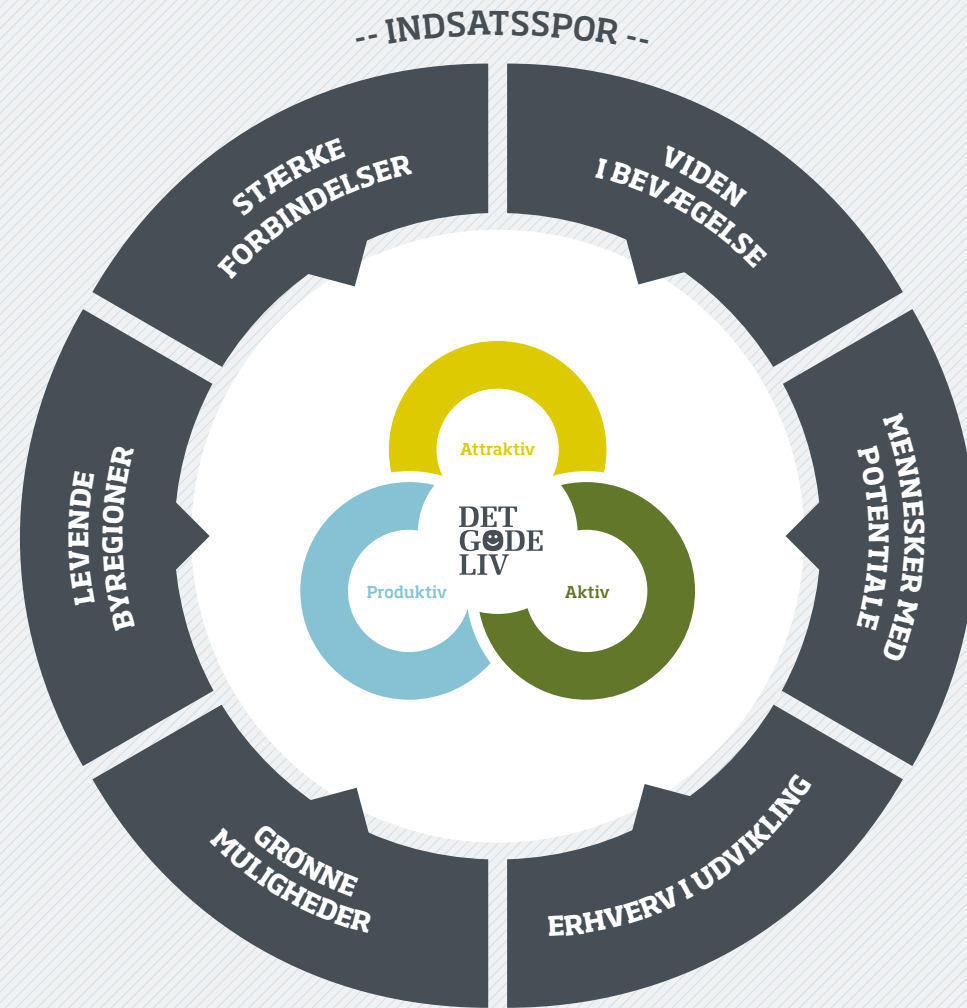 -- INDSATSSPOR --
STÆRKE
FORBINDELSER
VIDEN
I BEVÆGELSE
MENNESKER MED
POTENTIALE
ERHVERV I UDVIKLING
GRØNNE
MULIGHEDER
LEVENDE
BYREGIONER
Attraktiv
DET
GODE
LIV
Produktiv
Aktiv